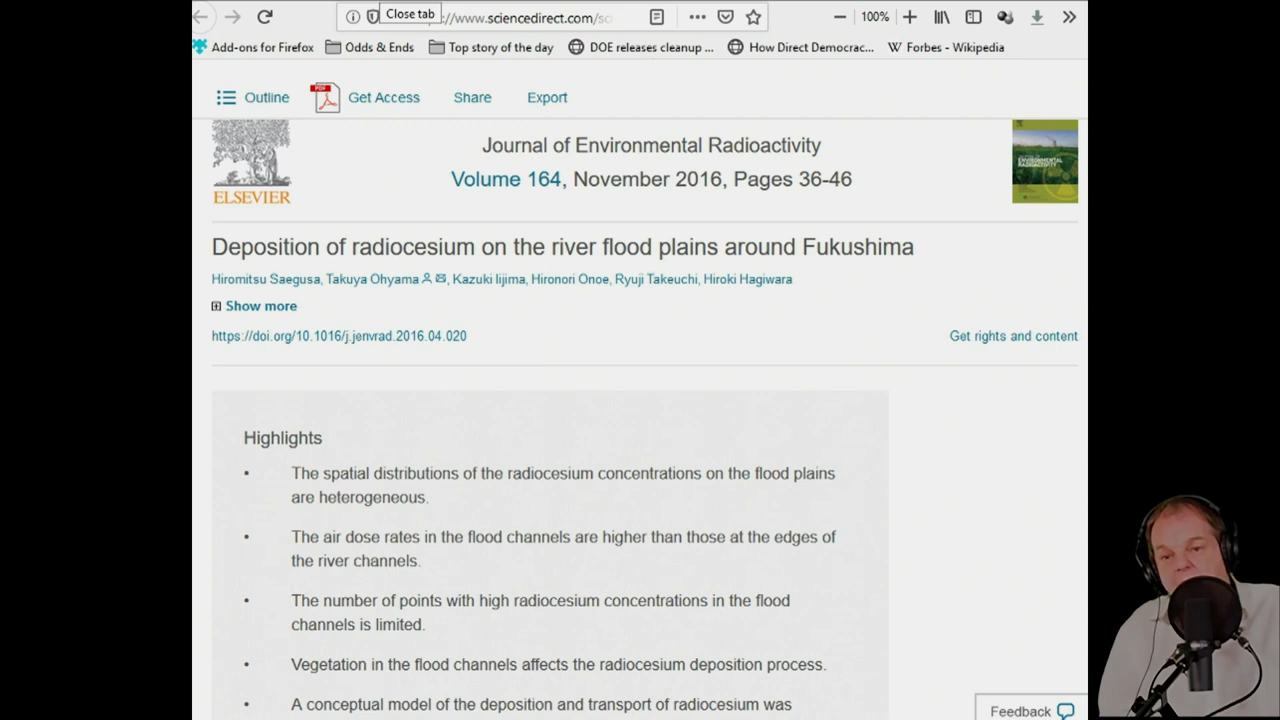 Close tab
//www.sciencedirect.com/sc
100%
Add-ons for Firefox
Odds & Ends
Top story of the day
DOE releases cleanup ...
How Direct Democrac...
W Forbes - Wikipedia
Outline
PDF
Get Access
Share
Export
Journal of Environmental Radioactivity
Volume 164, November 2016, Pages 36-46
ELSEVIER
ENVIRONMENTAL
RADIOACTIVITY
Deposition of radiocesium on the river flood plains around Fukushima
Hiromitsu Saegusa, Takuya Ohyama, Kazuki Iijima, Hironori Onoe, Ryuji Takeuchi, Hiroki Hagiwara
Show more
https://doi.org/10.1016/j.jenvrad.2016.04.020
Get rights and content
Highlights
• The spatial distributions of the radiocesium concentrations on the flood plains
are heterogeneous.
• The air dose rates in the flood channels are higher than those at the edges of
the river channels.
• The number of points with high radiocesium concentrations in the flood
channels is limited.
• Vegetation in the flood channels affects the radiocesium deposition process.
• A conceptual model of the deposition and transport of radiocesium was
Feedback